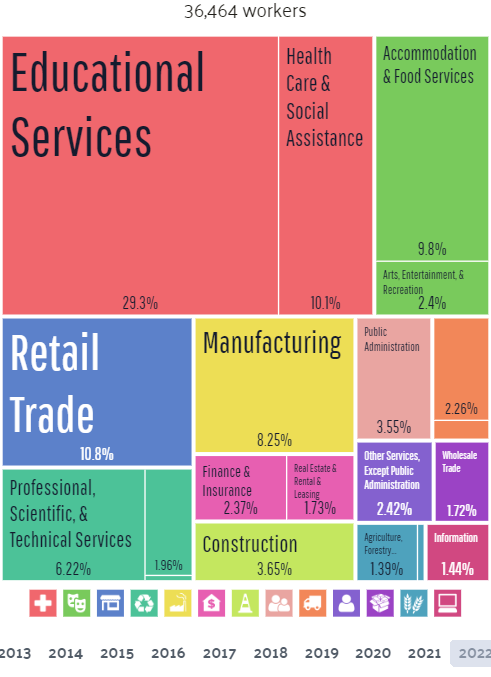 36,464 workers
Educational
Services
29.3%
Health
Care &
Social
Assistance
10.1%
Accommodation
& Food Services
9.8%
Arts, Entertainment, &
Recreation
2.4%
Retail
Trade
10.8%
Manufacturing
8.25%
Public
Administration
3.55%
2.26%
Professional,
Scientific, &
Technical Services
6.22%
1.96%
Finance &
Insurance
2.37%
Real Estate &
Rental &
Leasing
1.73%
Construction
3.65%
Other Services,
Except Public
Administration
2.42%
Wholesale
Trade
1.72%
Agriculture,
Forestry...
1.39%
Information
1.44%
$
2013 2014 2015 2016 2017 2018 2019 2020 2021 2022